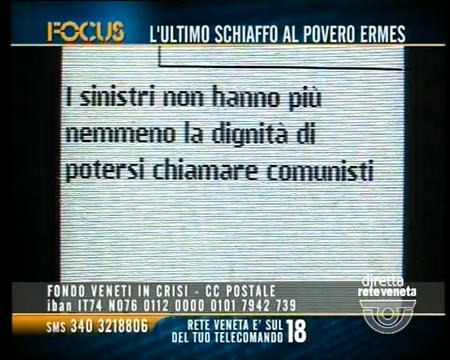 FOCUS L'ULTIMO SCHIAFFO AL POVERO ERMES
I sinistri non hanno più
nemmeno la dignità di
potersi chiamare comunisti
FONDO VENETI IN CRISI - CC POSTALE
iban IT74 N076 0112 0000 0101 7942 739
diretta
reteveneta
SMS 340 3218806
RETE VENETA E' SUL
DEL TUO TELECOMANDO 18